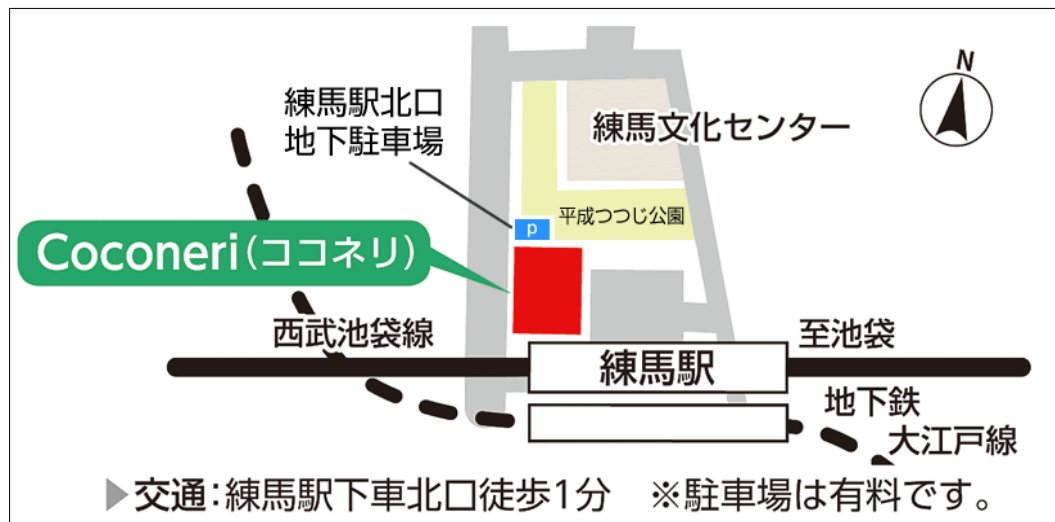 N
練馬駅北口
地下駐車場
練馬文化センター
平成つつじ公園
P
Coconeri(ココネリ)
西武池袋線
至池袋
練馬駅
地下鉄
大江戸線
▶交通:練馬駅下車北口徒歩1分 ※駐車場は有料です。